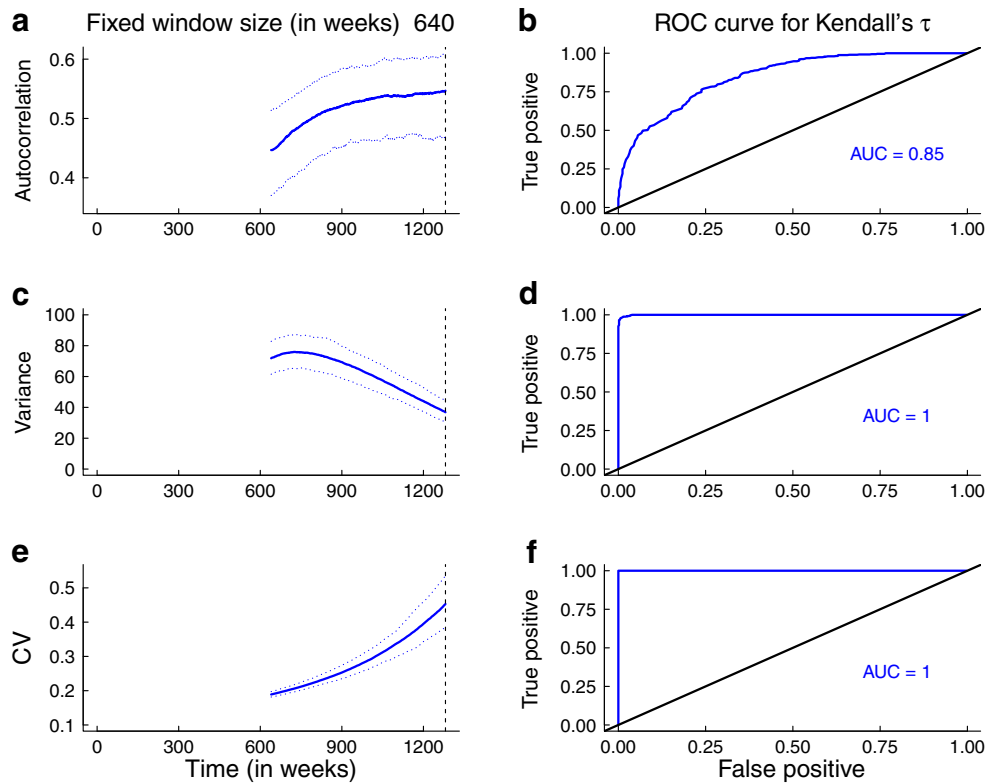 a Fixed window size (in weeks) 640
Autocorrelation
0.6
0.5
0.4
0 300 600 900 1200
b ROC curve for Kendall's τ
True positive
1.00
0.75
0.50
0.25
0.00
AUC = 0.85
0.00 0.25 0.50 0.75 1.00
c
Variance
100
80
60
40
20
0
0 300 600 900 1200
d
True positive
1.00
0.75
0.50
0.25
0.00
AUC = 1
0.00 0.25 0.50 0.75 1.00
e
CV
0.5
0.4
0.3
0.2
0.1
0 300 600 900 1200
Time (in weeks)
f
True positive
1.00
0.75
0.50
0.25
0.00
AUC = 1
0.00 0.25 0.50 0.75 1.00
False positive